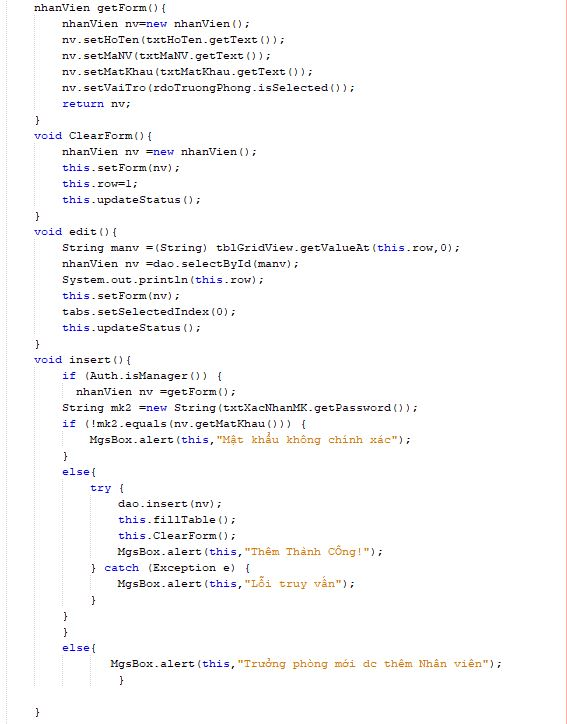 nhanVien getForm(){
nhanVien nv=new nhanVien();
nv.setHoTen(txtHoTen.getText());
nv.setMaNV(txtMaNV.getText());
nv.setMatKhau(txtMatKhau.getText());
nv.setVaiTro(rdoTruongPhong.isSelected());
return nv;
}
void ClearForm(){
nhanVien nv =new nhanVien();
this.setForm(nv);
this.row=1;
this.updateStatus();
}
void edit(){
String manv =(String) tblGridView.getValueAt(this.row,0);
nhanVien nv =dao.selectById(manv);
System.out.println(this.row);
this.setForm(nv);
tabs.setSelectedIndex(0);
this.updateStatus();
}
void insert(){
if (Auth.isManager()) {
nhanVien nv =getForm();
String mk2 =new String(txtXacNhanMK.getPassword());
if (!mk2.equals(nv.getMatKhau())) {
MgsBox.alert(this,"Mật khẩu không chính xác");
}
else{
try {
dao.insert(nv);
this.fillTable();
this.ClearForm();
MgsBox.alert(this,"Thêm Thành CÔng!");
} catch (Exception e) {
MgsBox.alert(this,"Lỗi truy vấn");
}
}
}
else{
MgsBox.alert(this,"Trưởng phòng mới dc thêm Nhân viên");
}
}